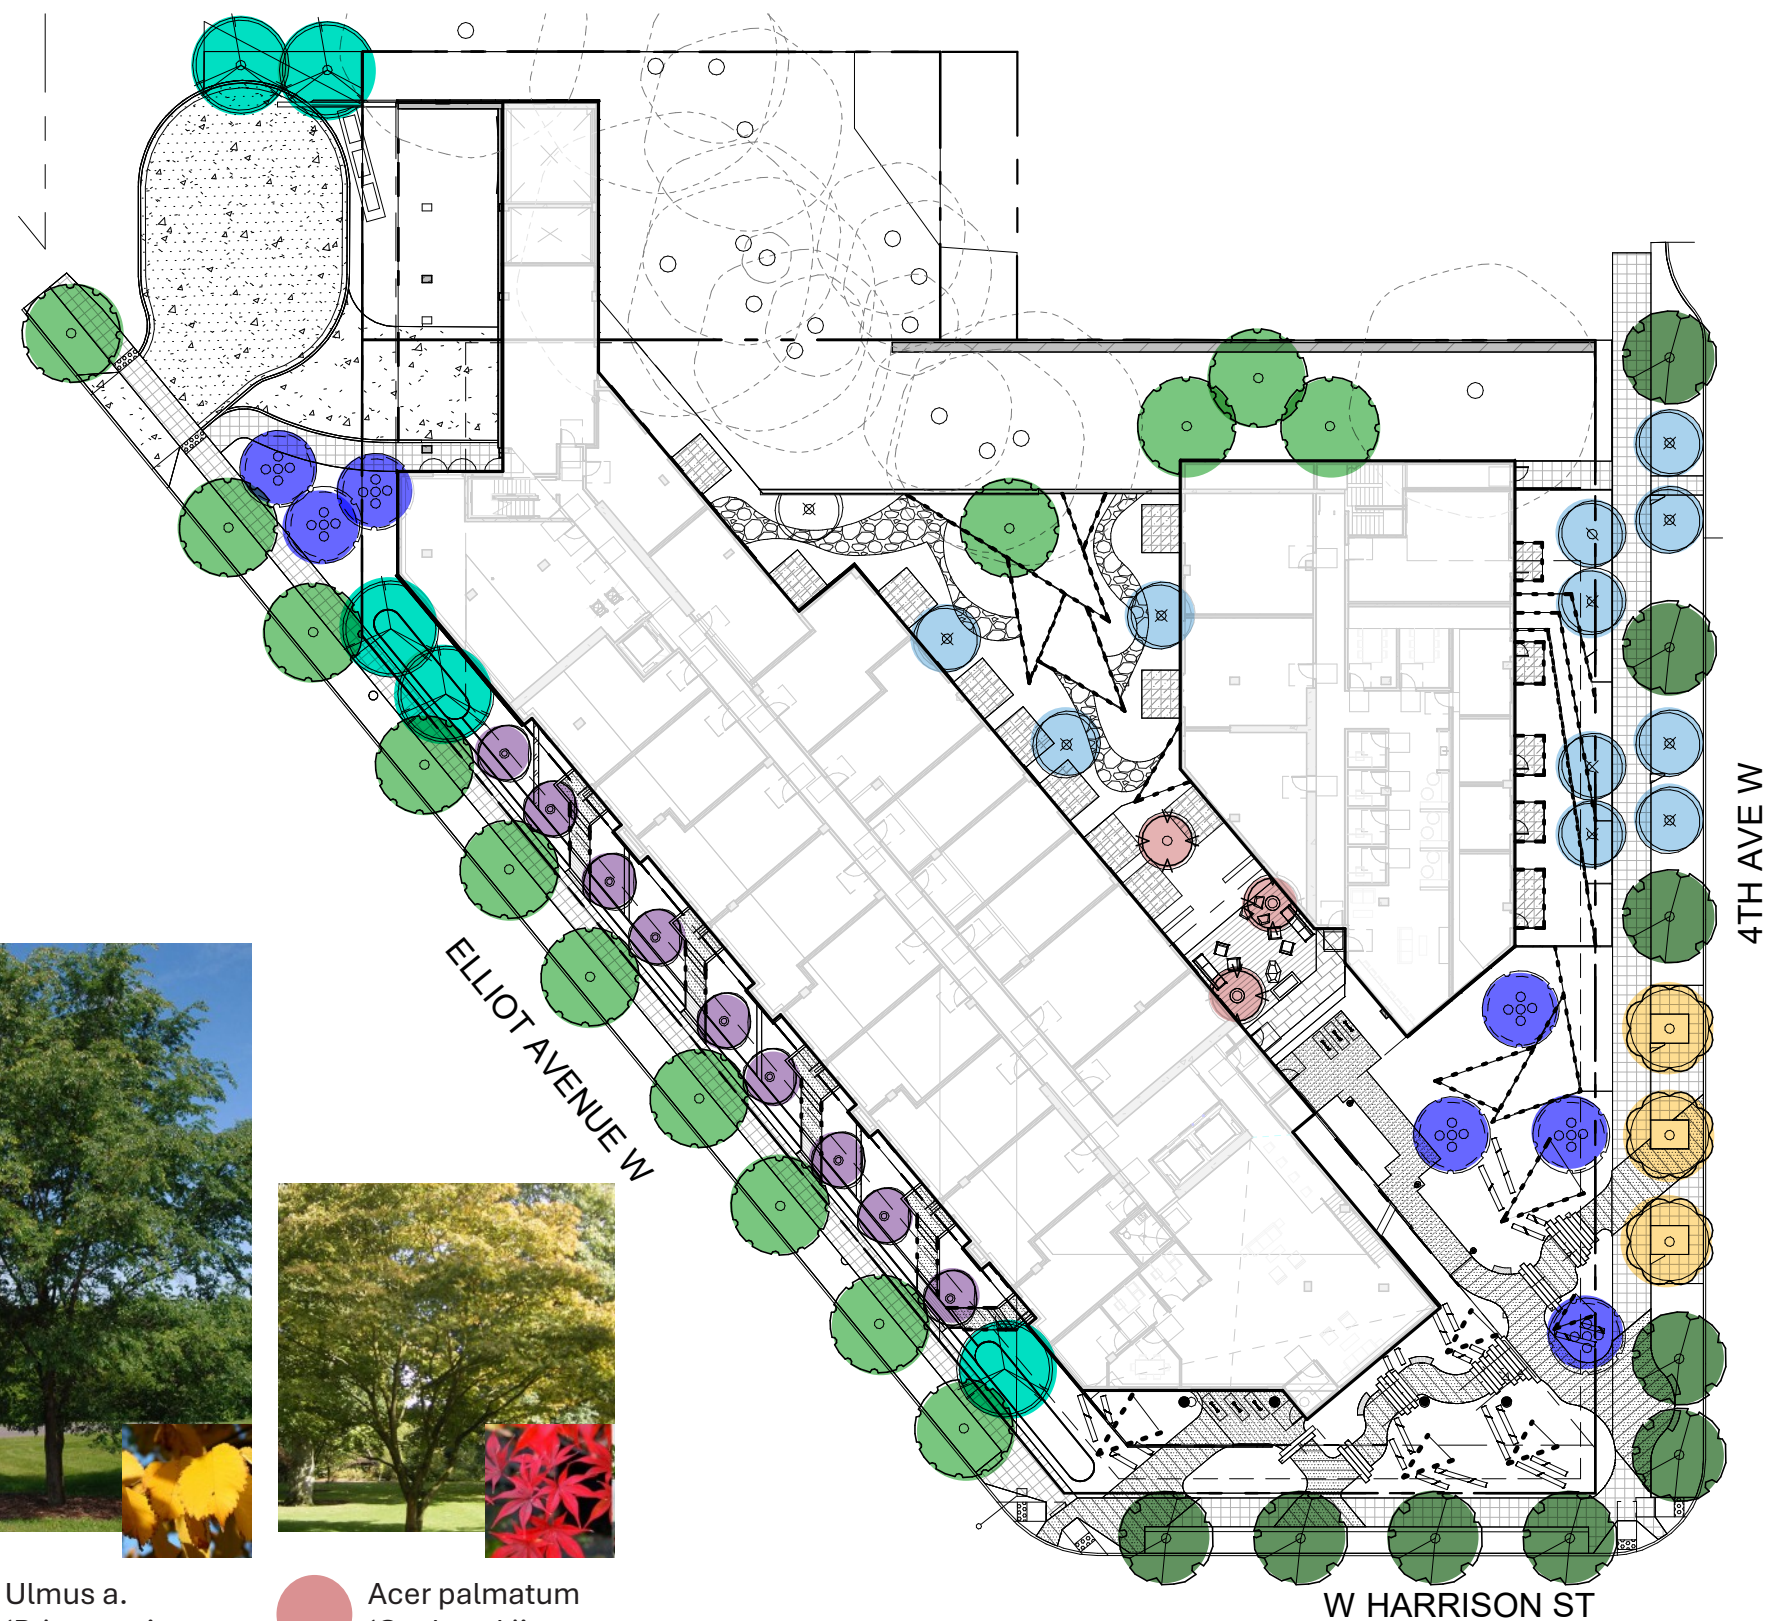 4TH AVE W
ELLIOT AVENUE W
Ulmus a.
Acer palmatum
W HARRISON ST